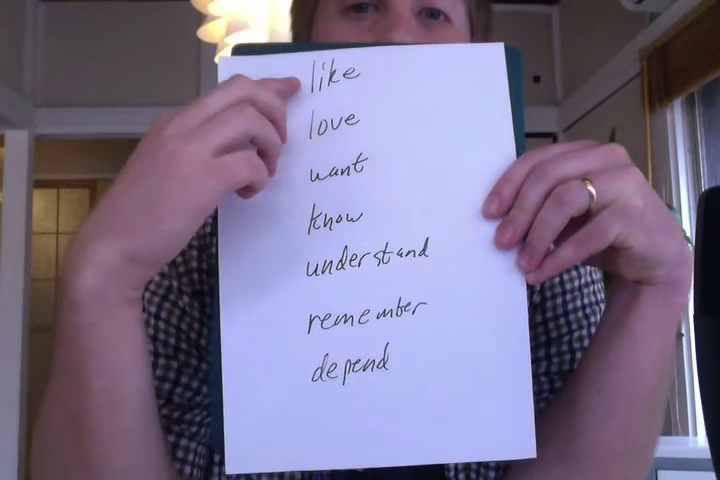 like
love
want
know
understand
remember
depend